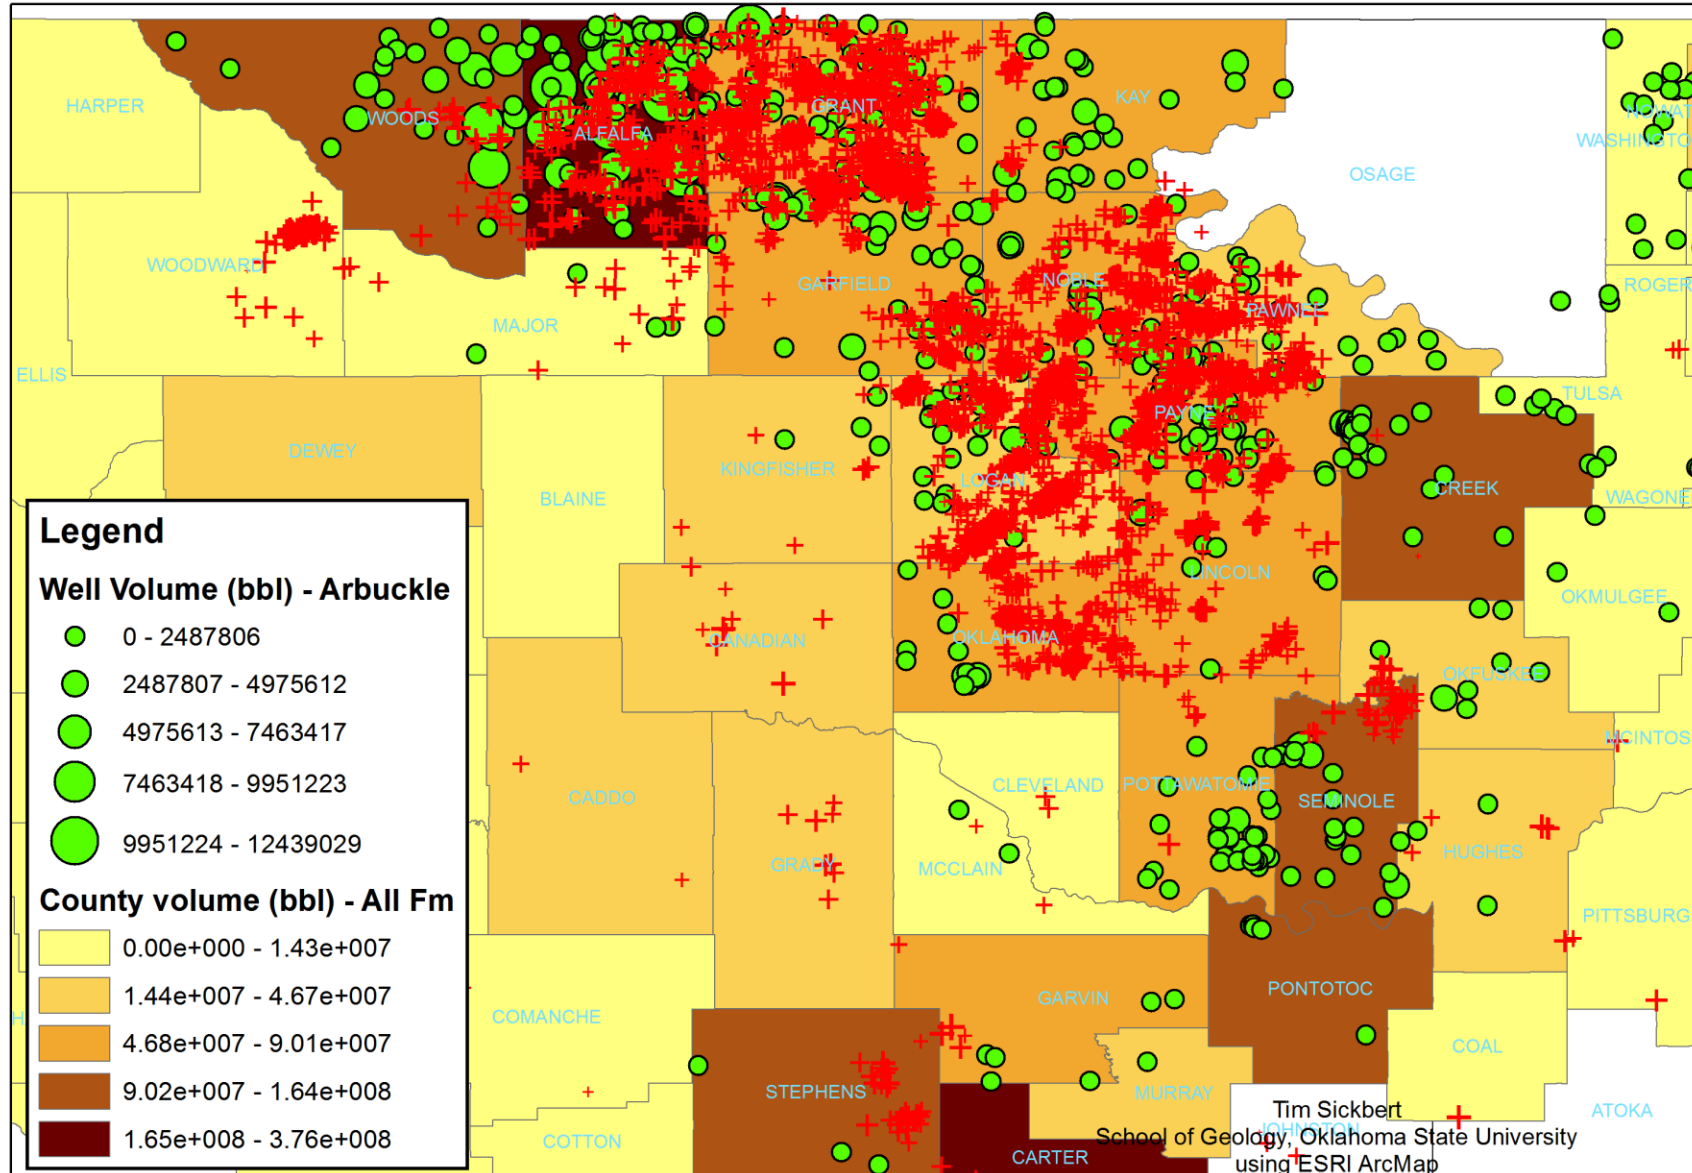 HARPER
WOODS
ALFALFA
GRANT
KAY
OSAGE
NOWAT
WASHINGTO
WOODWARD
MAJOR
GARFIELD
NOBLE
PAWNEE
ROGER
ELLIS
TULSA
DEWEY
BLAINE
KINGFISHER
LOGAN
PAYNE
CREEK
WAGONE
LINCOLN
OKMULGEE
CANADIAN
OKLAHOMA
OKFUSKEE
MCINTOS
CADDO
GRADY
CLEVELAND
MCCLAIN
POTTAWATOMIE
SEMINOLE
HUGHES
PITTSBURG
COMANCHE
GARVIN
PONTOTOC
COAL
STEPHENS
MURRAY
ATOKA
COTTON
CARTER
JOHNSTON
H
Legend
Well Volume (bbl) - Arbuckle
0 - 2487806
2487807 - 4975612
4975613 - 7463417
7463418 - 9951223
9951224 - 12439029
County volume (bbl) - All Fm
0.00e+000 - 1.43e+007
1.44e+007 - 4.67e+007
4.68e+007 - 9.01e+007
9.02e+007 - 1.64e+008
1.65e+008 - 3.76e+008
Tim Sickbert
School of Geology, Oklahoma State University
using ESRI ArcMap